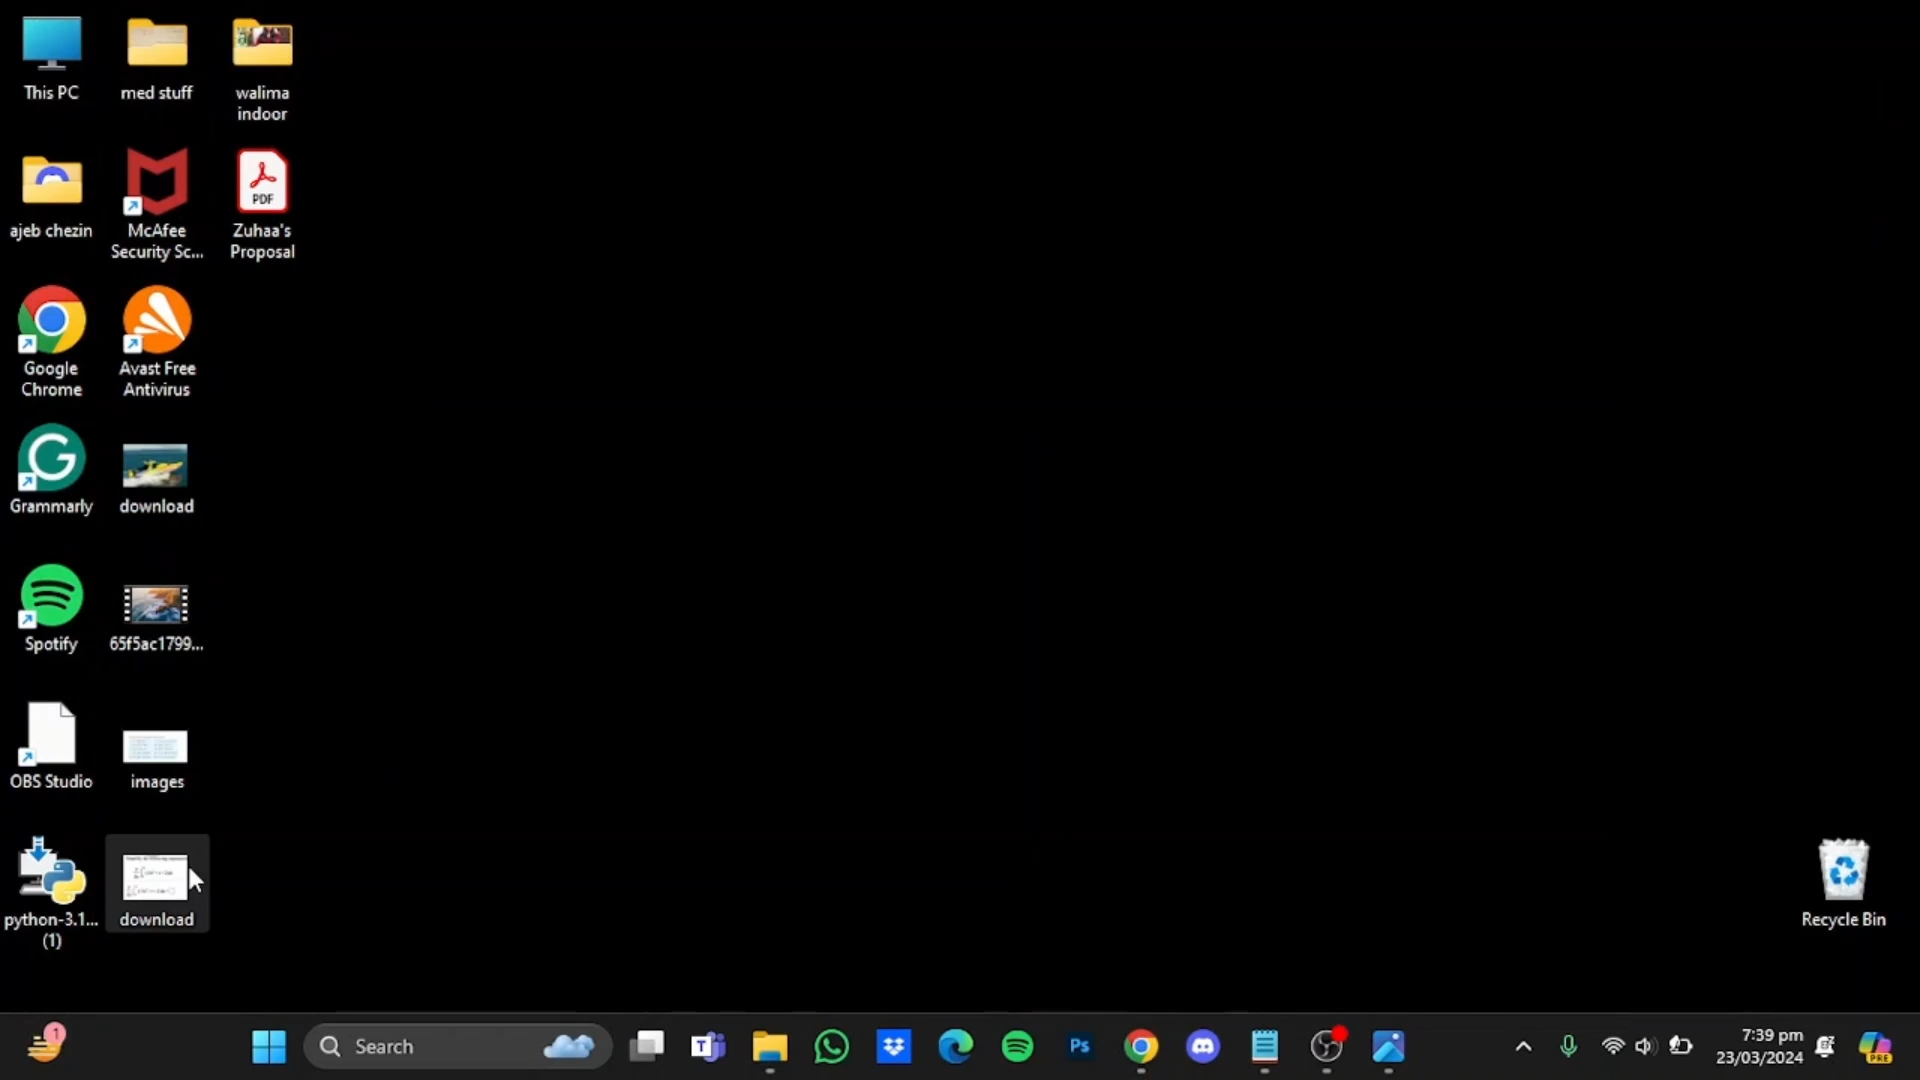 This PC
med stuff
walima
indoor
ajeb chezin
McAfee
Security Sc...
PDF
Zuhaa's
Proposal
Google
Chrome
Avast Free
Antivirus
G
Grammarly
download
Spotify
65f5ac1799...
OBS Studio
images
python-3.1...
(1)
download
Recycle Bin
1
Search
T
Ps
7:39 pm
23/03/2024
PRE